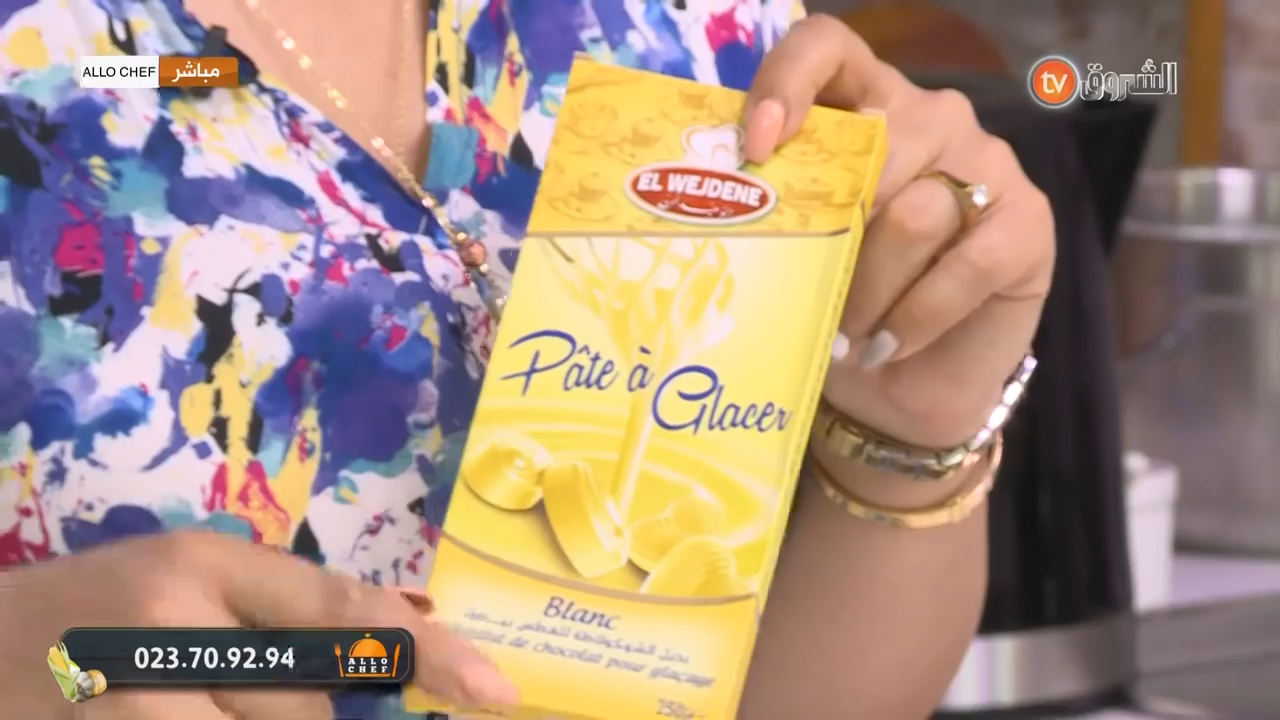 ALLO CHEF مباشر
الشروق tv
EL WEJDENE
Pâte à
Glacer
Blanc
de chocolat pour glaçage
023.70.92.94
ALLO
CHEF